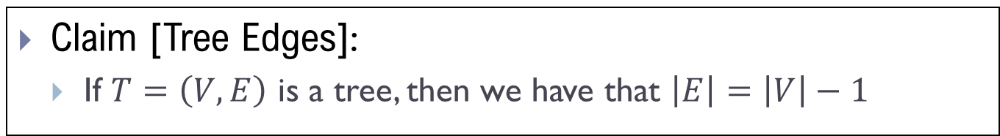 Claim [Tree Edges]:
If 𝑇 = (𝑉, 𝐸) is a tree, then we have that |𝐸| = |𝑉| − 1